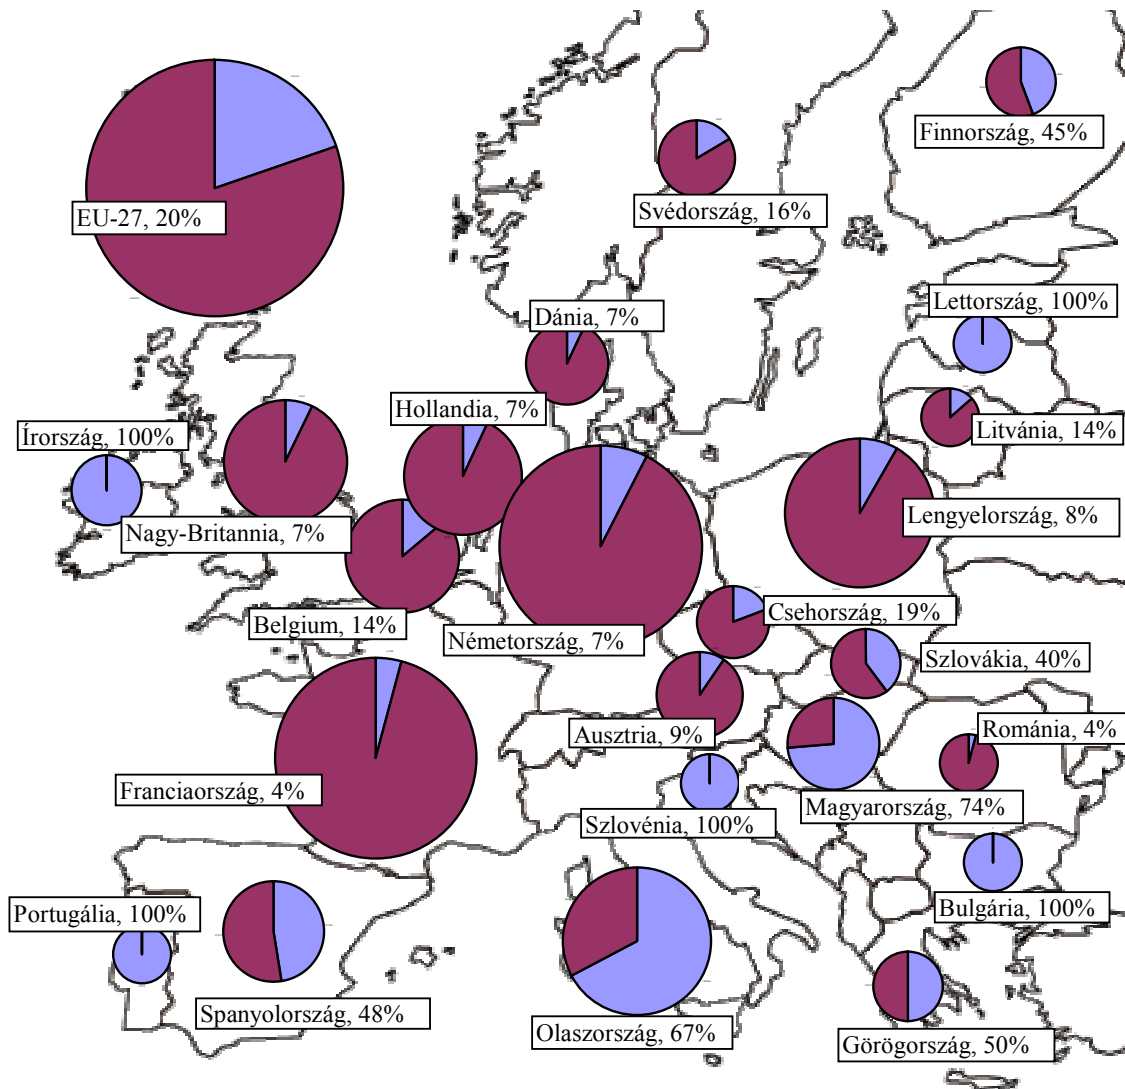 Finnország, 45%
Svédország, 16%
EU-27, 20%
Lettország, 100%
Dánia, 7%
Hollandia, 7%
Litvánia, 14%
Írország, 100%
Lengyelország, 8%
Nagy-Britannia, 7%
Csehország, 19%
Belgium, 14%
Németország, 7%
Szlovákia, 40%
Románia, 4%
Ausztria, 9%
Franciaország, 4%
Magyarország, 74%
Szlovénia, 100%
Portugália, 100%
Bulgária, 100%
Spanyolország, 48%
Olaszország, 67%
Görögország, 50%